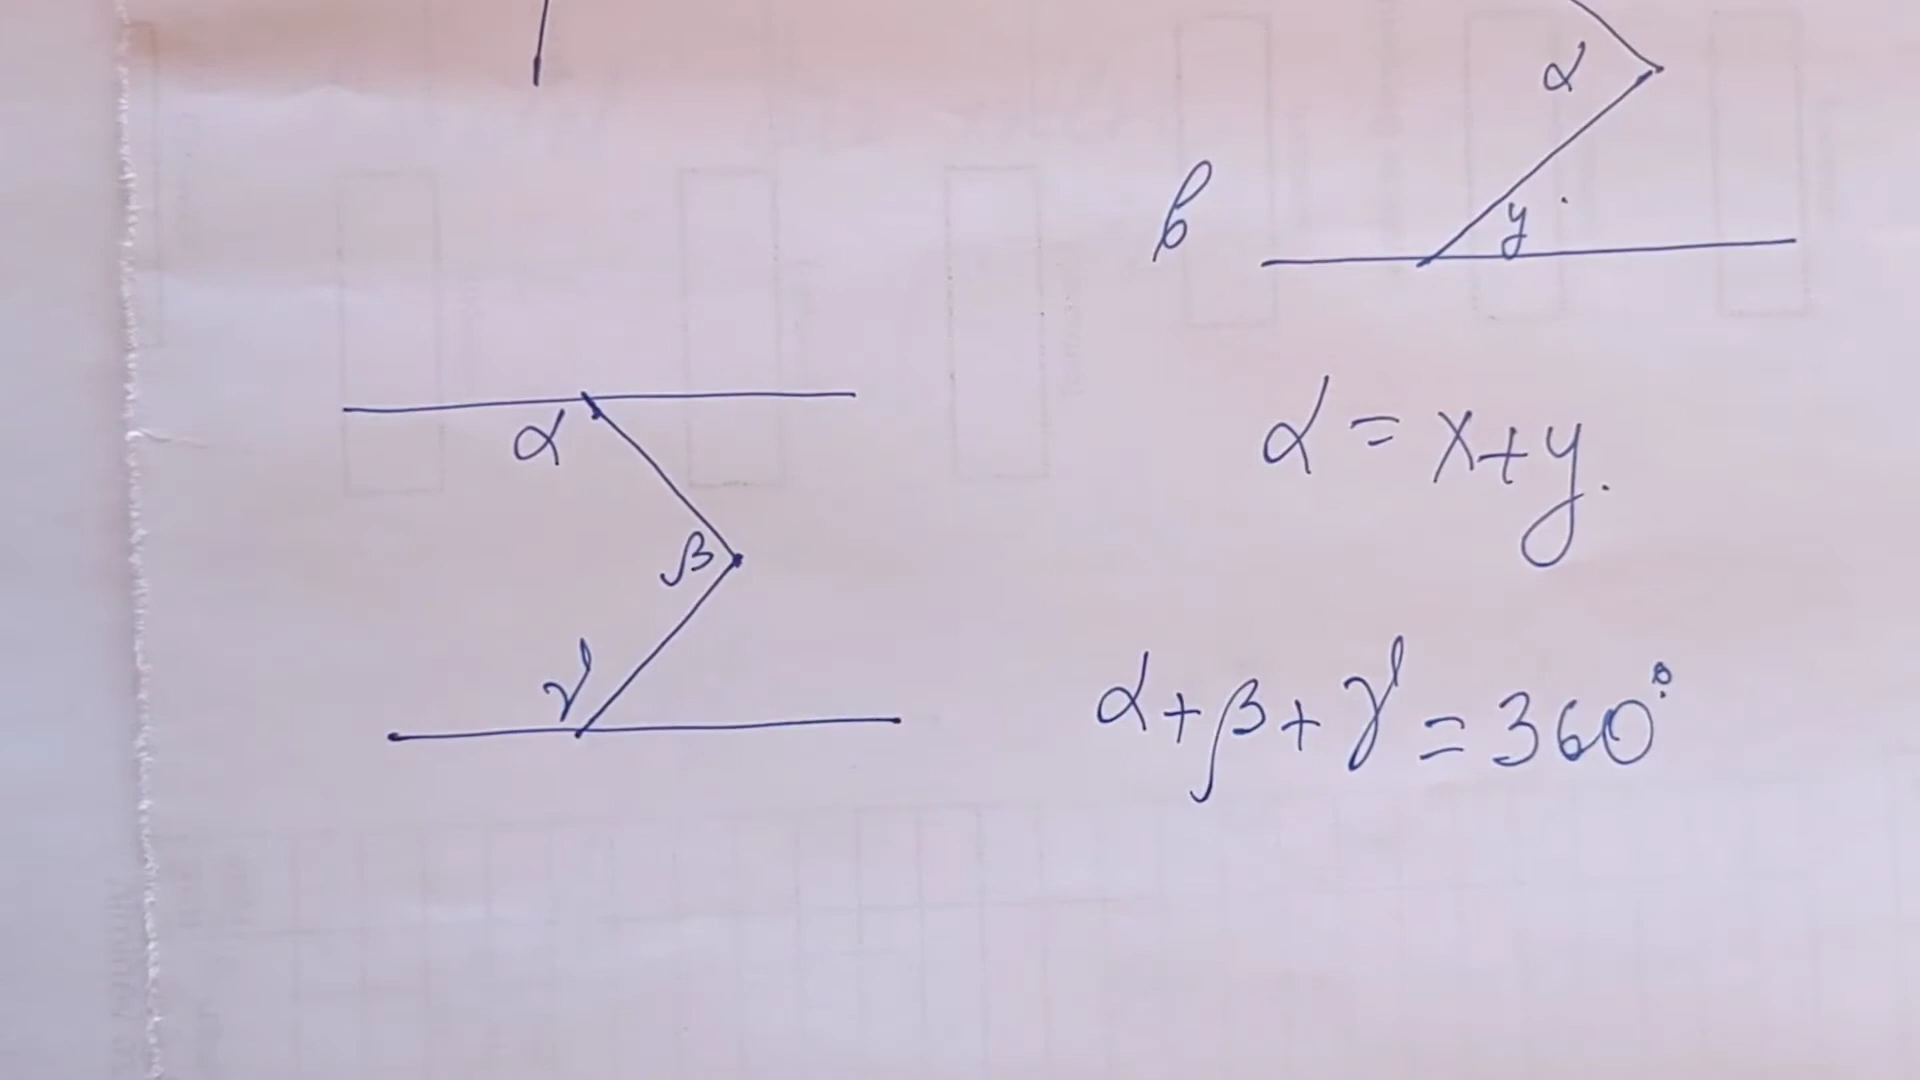 α
b
y
α
β
γ
α = x+y.
α+β+γ = 360°